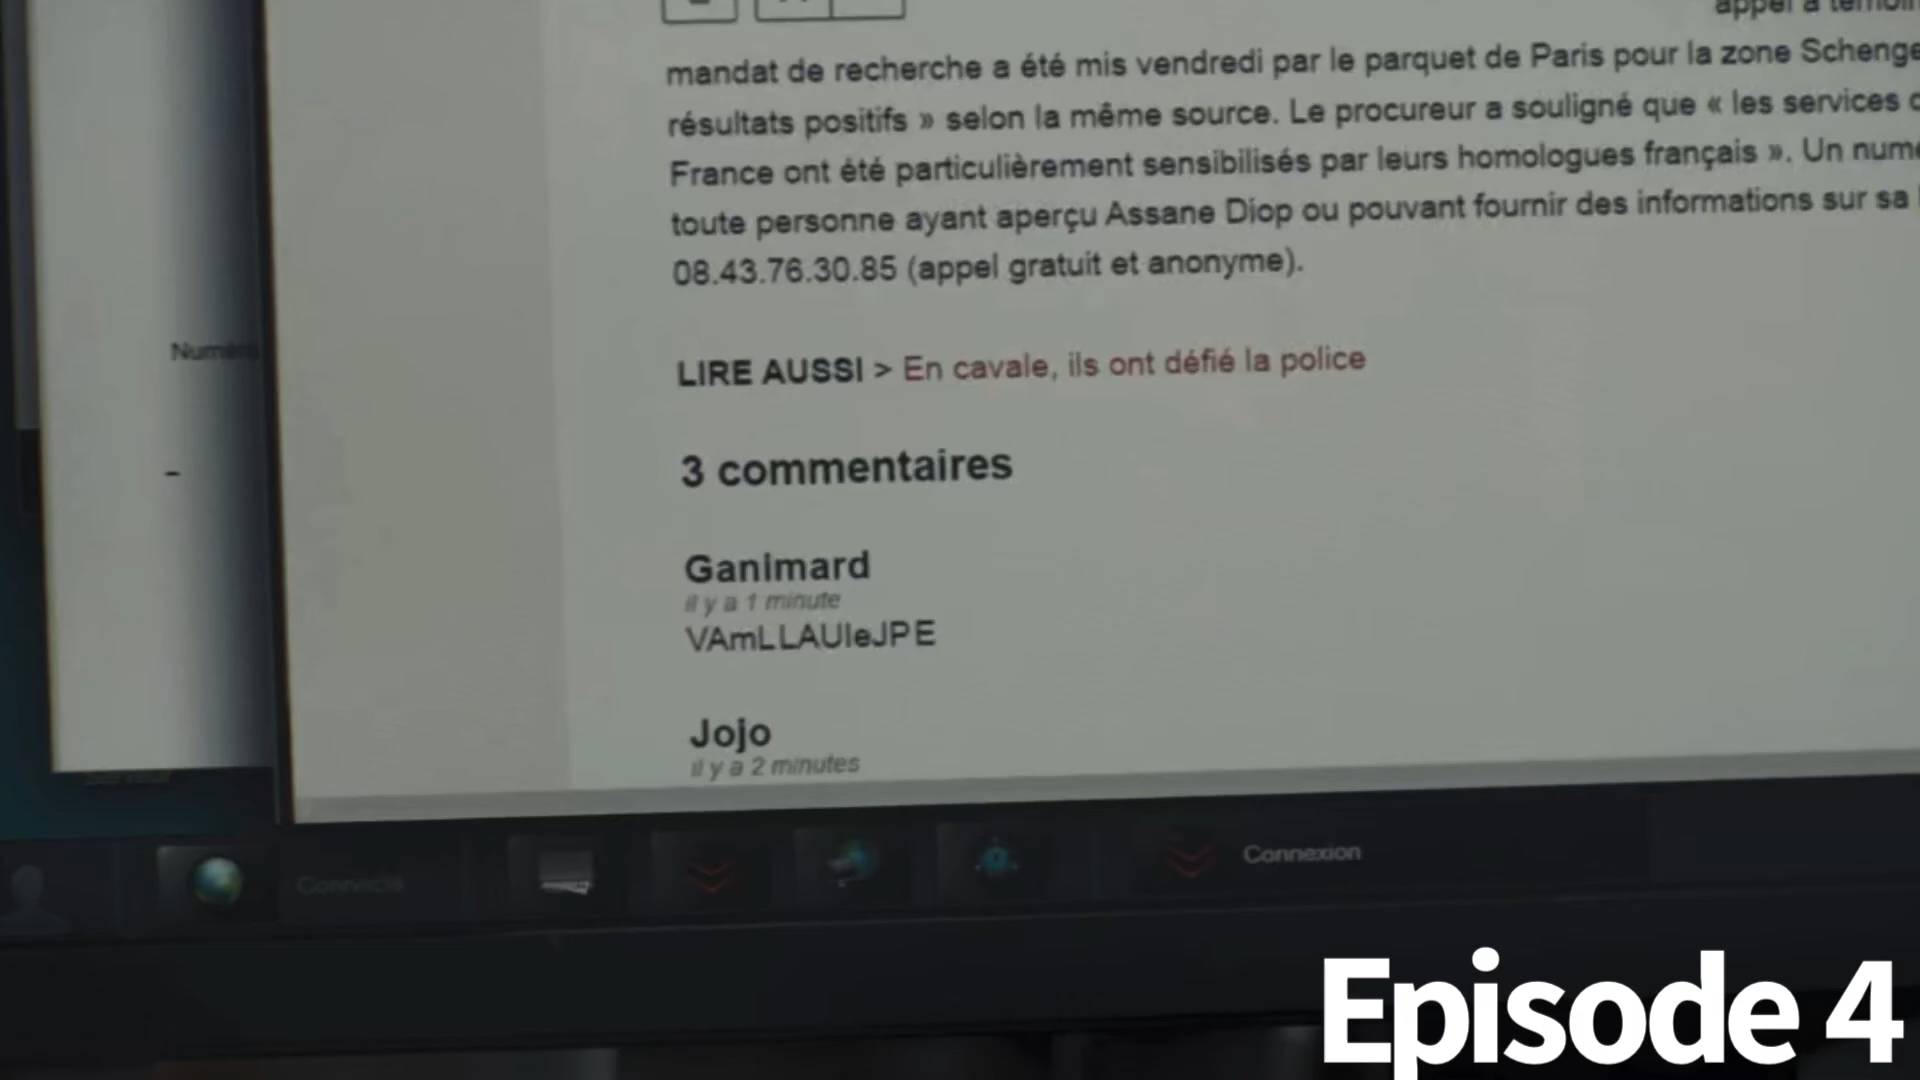 appel à témoin
mandat de recherche a été mis vendredi par le parquet de Paris pour la zone Schenge
résultats positifs » selon la même source. Le procureur a souligné que « les services
France ont été particulièrement sensibilisés par leurs homologues français ». Un numé
toute personne ayant aperçu Assane Diop ou pouvant fournir des informations sur sa
08.43.76.30.85 (appel gratuit et anonyme).
Numéro
LIRE AUSSI > En cavale, ils ont défié la police
-
3 commentaires
Ganimard
il y a 1 minute
VAmLLAUIeJPE
Jojo
il y a 2 minutes
Connexion
Episode 4